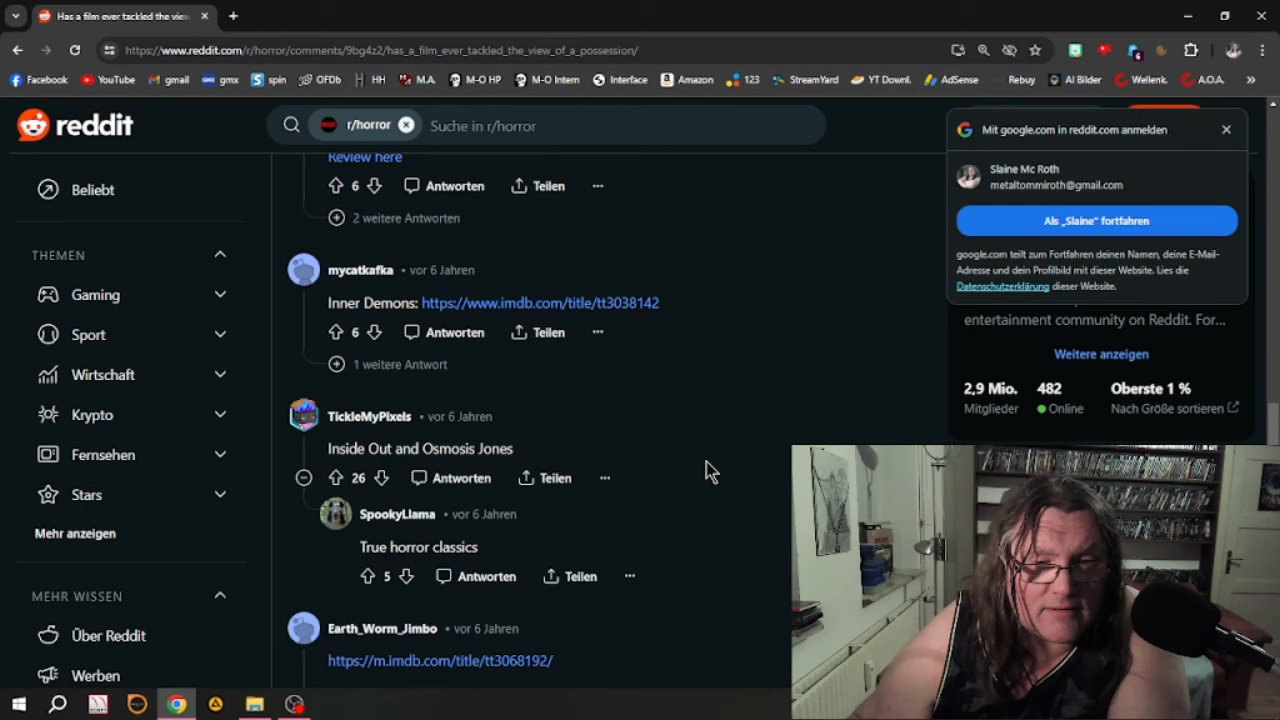 Has a film ever tackled the view
https://www.reddit.com/r/horror/comments/9bg4z2/has_a_film_ever_tackled_the_view_of_a_possession/
6
Facebook YouTube gmail gmx spin OFDb HH M.A M-O HP M-O Intern Interface Amazon 123 StreamYard YT Downl. AdSense Rebuy AI Bilder Wellenk. A.O.A.
reddit
r/horror Suche in r/horror
Beliebt
THEMEN
Gaming
Sport
Wirtschaft
Krypto
Fernsehen
Stars
Mehr anzeigen
MEHR WISSEN
Über Reddit
Werben
Review here
6 Antworten Teilen
2 weitere Antworten
mycatkafka • vor 6 Jahren
Inner Demons: https://www.imdb.com/title/tt3038142
6 Antworten Teilen
1 weitere Antwort
TickleMyPixels • vor 6 Jahren
Inside Out and Osmosis Jones
26 Antworten Teilen
SpookyLlama • vor 6 Jahren
True horror classics
5 Antworten Teilen
Earth_Worm_Jimbo • vor 6 Jahren
https://m.imdb.com/title/tt3068192/
Mit google.com in reddit.com anmelden
Slaine Mc Roth
metaltommiroth@gmail.com
Als „Slaine“ fortfahren
google.com teilt zum Fortfahren deinen Namen, deine E-Mail-
Adresse und dein Profilbild mit dieser Website. Lies die
Datenschutzerklärung dieser Website.
entertainment community on Reddit. For...
Weitere anzeigen
2,9 Mio. 482 Oberste 1 %
Mitglieder Online Nach Größe sortieren